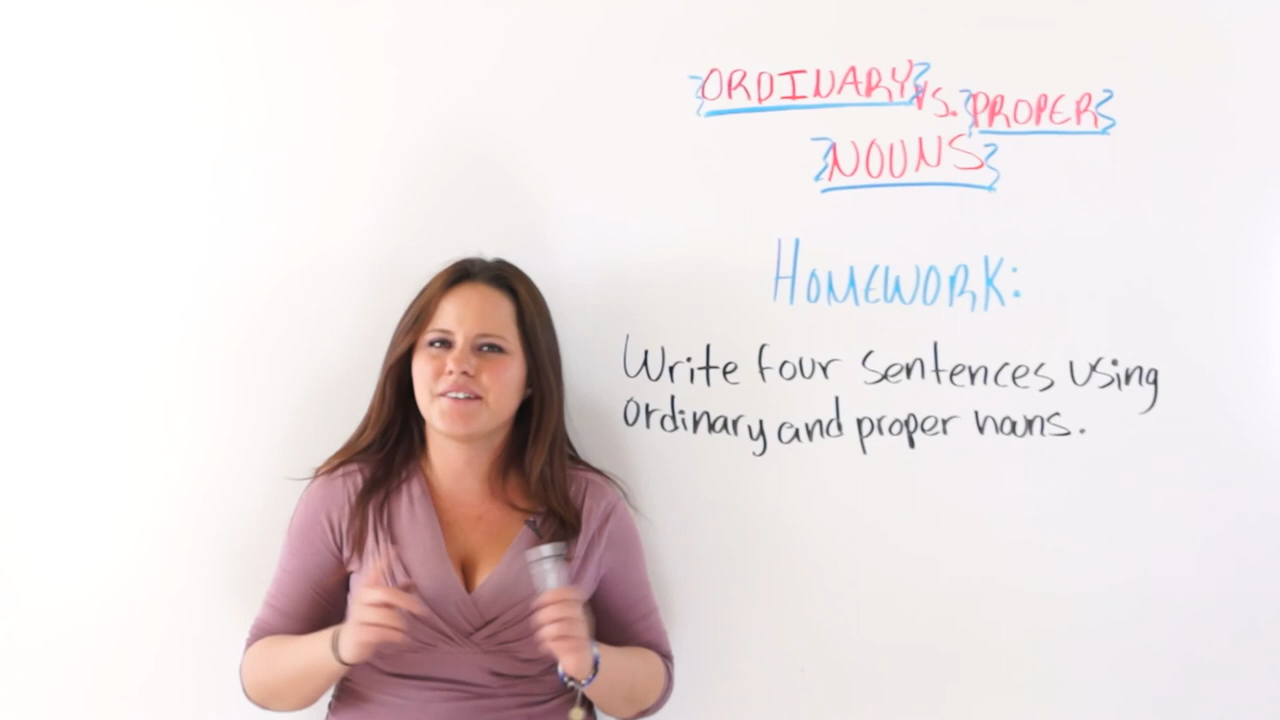 ORDINARY VS. PROPER
NOUNS
HOMEWORK:
Write four sentences using
ordinary and proper nouns.